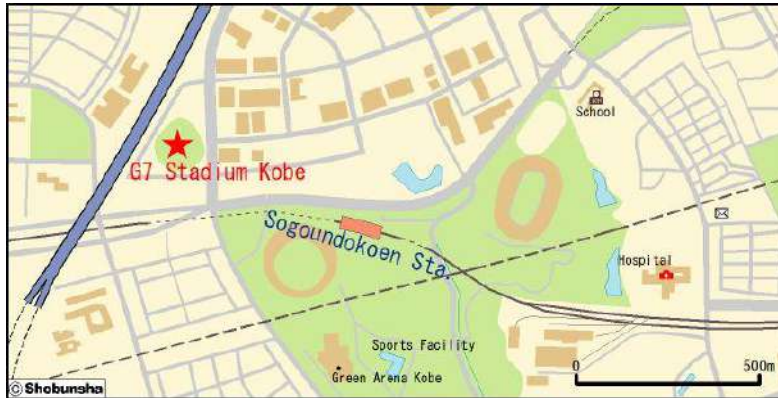 School
G7 Stadium Kobe
Sogoundokoen Sta.
Hospital
Sports Facility
Green Arena Kobe
0 500m
© Shobunsha